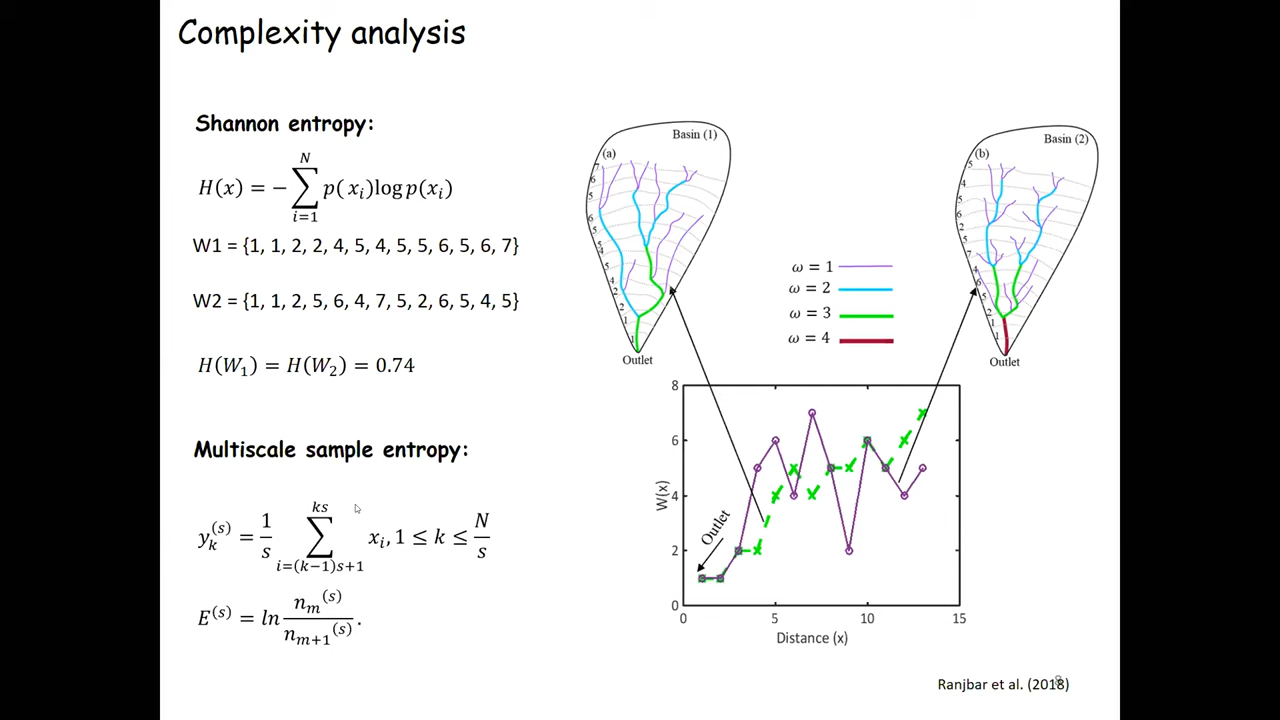 Complexity analysis
Shannon entropy:
H(x) = −∑_{i=1}^{N} p( x_i)log p(x_i)
W1 = {1, 1, 2, 2, 4, 5, 4, 5, 5, 6, 5, 6, 7}
W2 = {1, 1, 2, 5, 6, 4, 7, 5, 2, 6, 5, 4, 5}
H(W_1) = H(W_2) = 0.74
Multiscale sample entropy:
y_k^{(s)} = \frac{1}{s} ∑_{i=(k−1)s+1}^{ks} x_i, 1 ≤ k ≤ \frac{N}{s}
E^{(s)} = ln \frac{n_m^{(s)}}{n_{m+1}^{(s)}}.
Basin (1)
(a)
Outlet
Basin (2)
(b)
Outlet
ω = 1
ω = 2
ω = 3
ω = 4
8
6
4
2
0
W(x)
Outlet
0 5 10 15
Distance (x)
Ranjbar et al. (2018)